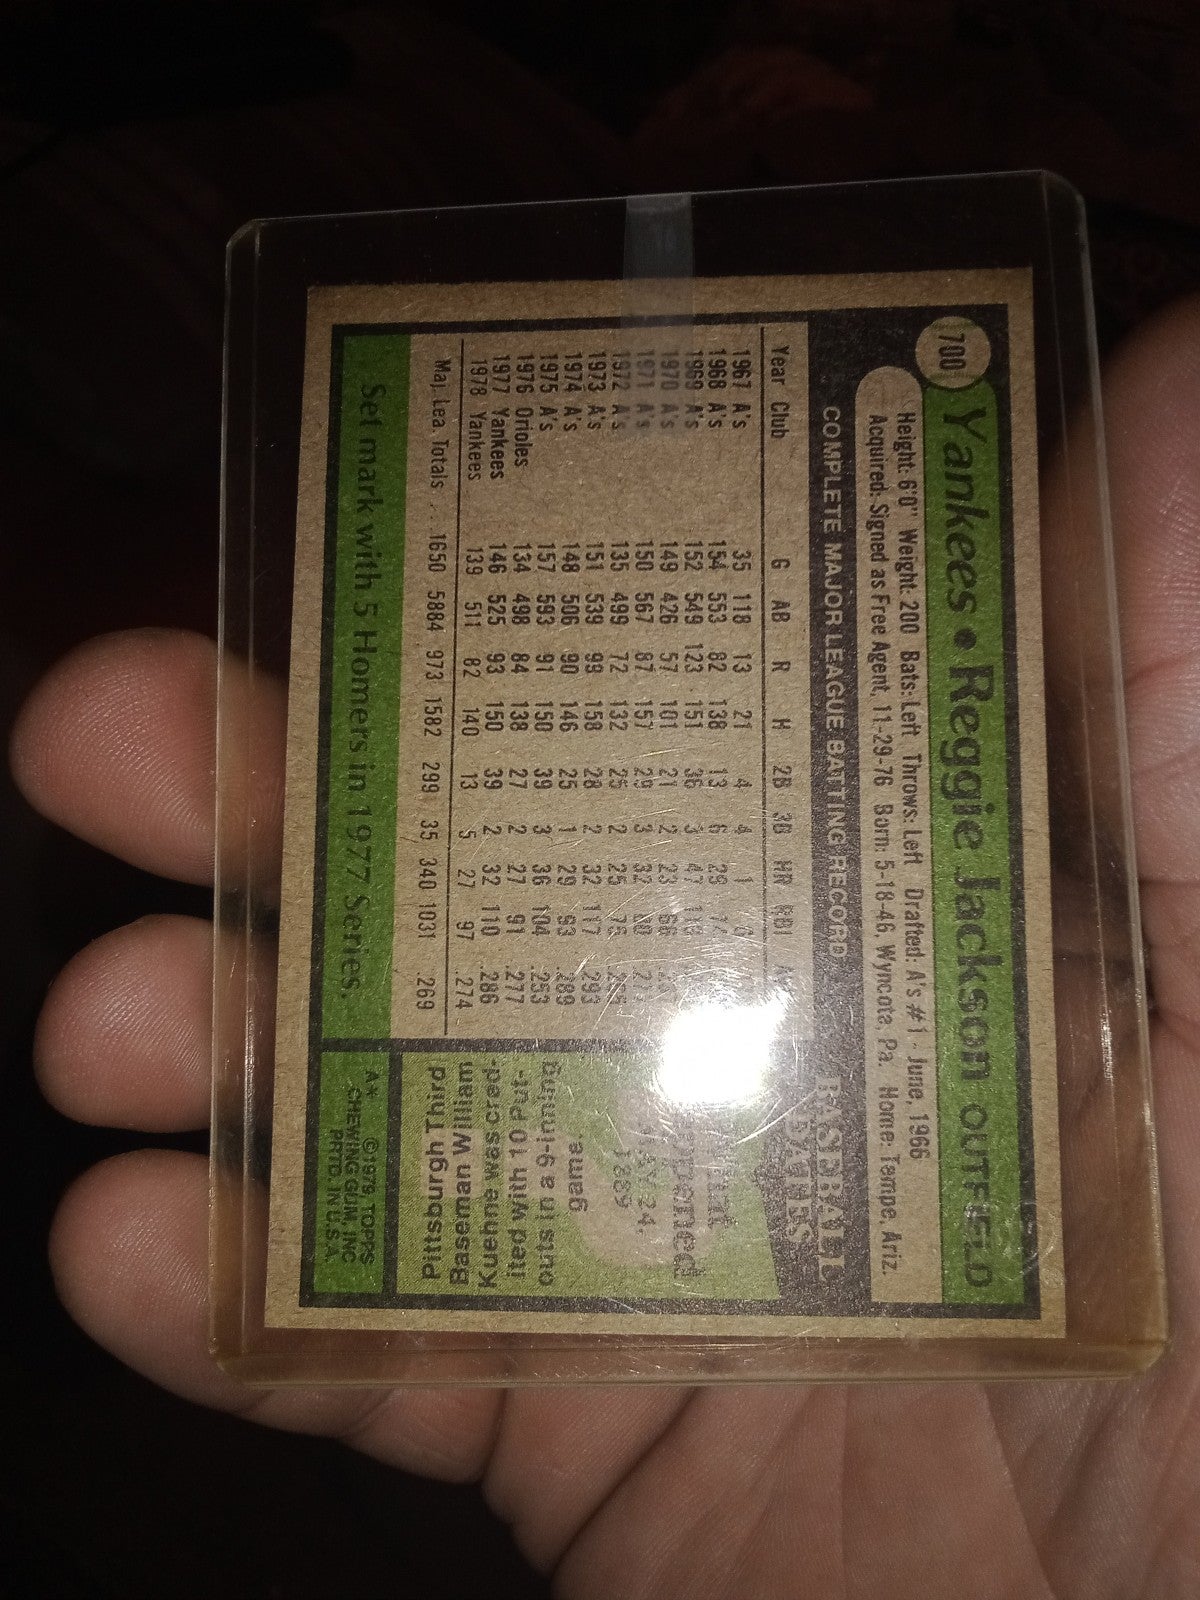 700
Yankees • Reggie Jackson OUTFIELD
Height: 6'0" Weight: 200 Bats: Left Throws: Left Drafted: A's #1 - June, 1966
Acquired: Signed as Free Agent, 11-29-76 Born: 5-18-46, Wyncota, Pa. Home: Tempe, Ariz.
COMPLETE MAJOR LEAGUE BATTING RECORD
Year Club G AB R H 2B 3B HR RBI
1967 A's 35 118 13 21 4 4 1
1968 A's 154 553 82 138 13 6 29
1969 A's 152 549 123 151 36 3 47
1970 A's 149 426 57 101 21 2 23 66
1971 A's 150 567 87 157 29 3 32 80
1972 A's 135 499 72 132 25 2 25 75
1973 A's 151 539 99 158 28 2 32 117 .293
1974 A's 148 506 90 146 25 1 29 93 .289
1975 A's 157 593 91 150 39 3 36 104 .253
1976 Orioles 134 498 84 138 27 2 27 91 .277
1977 Yankees 146 525 93 150 39 2 32 110 .286
1978 Yankees 139 511 82 140 13 5 27 97 .274
Maj. Lea. Totals . . 1650 5884 973 1582 299 35 340 1031 .269
Set mark with 5 Homers in 1977 Series.
BASEBALL
DATES
May 24,
1889
Pittsburgh Third
Baseman William
Kuehne was cred-
ited with 10 Put-
outs in a 9-inning
game.
A** ©1979 TOPPS
CHEWING GUM, INC
PRTD. IN U.S.A.